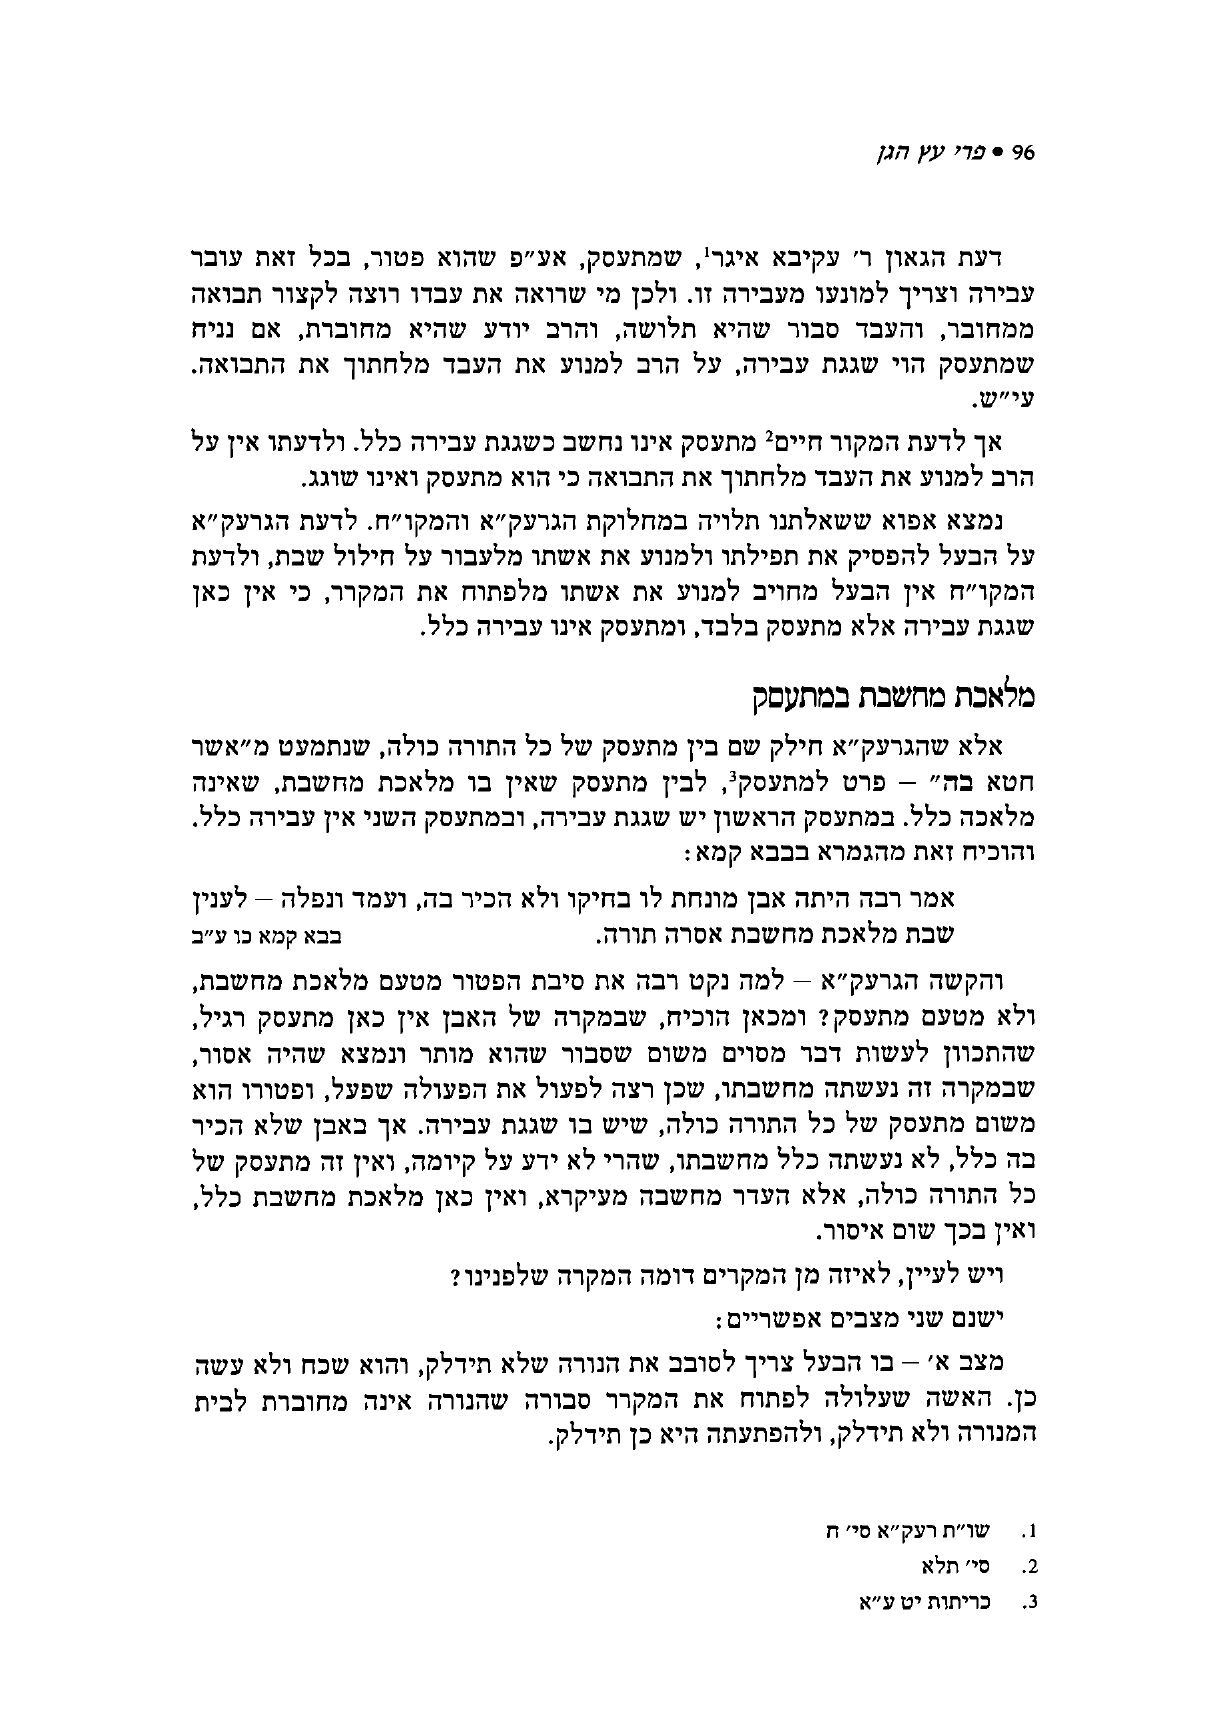 96 • פרי עץ הגן
דעת הגאון ר׳ עקיבא איגר¹, שמתעסק, אע״פ שהוא פטור, בכל זאת עובר
עבירה וצריך למונעו מעבירה זו. ולכן מי שרואה את עבדו רוצה לקצור תבואה
ממחובר, והעבד סבור שהיא תלושה, והרב יודע שהיא מחוברת, אם נניח
שמתעסק הוי שגגת עבירה, על הרב למנוע את העבד מלחתוך את התבואה.
עי״ש.
אך לדעת המקור חיים² מתעסק אינו נחשב כשגגת עבירה כלל. ולדעתו אין על
הרב למנוע את העבד מלחתוך את התבואה כי הוא מתעסק ואינו שוגג.
נמצא אפוא ששאלתנו תלויה במחלוקת הגרעק״א והמקו״ח. לדעת הגרעק״א
על הבעל להפסיק את תפילתו ולמנוע את אשתו מלעבור על חילול שבת, ולדעת
המקו״ח אין הבעל מחויב למנוע את אשתו מלפתוח את המקרר, כי אין כאן
שגגת עבירה אלא מתעסק בלבד, ומתעסק אינו עבירה כלל.
מלאכת מחשבת במתעסק
אלא שהגרעק״א חילק שם בין מתעסק של כל התורה כולה, שנתמעט מ״אשר
חטא בה״ – פרט למתעסק³, לבין מתעסק שאין בו מלאכת מחשבת, שאינה
מלאכה כלל. במתעסק הראשון יש שגגת עבירה, ובמתעסק השני אין עבירה כלל.
והוכיח זאת מהגמרא בבבא קמא:
אמר רבה היתה אבן מונחת לו בחיקו ולא הכיר בה, ועמד ונפלה – לענין
שבת מלאכת מחשבת אסרה תורה. בבא קמא כו ע״ב
והקשה הגרעק״א – למה נקט רבה את סיבת הפטור מטעם מלאכת מחשבת,
ולא מטעם מתעסק? ומכאן הוכיח, שבמקרה של האבן אין כאן מתעסק רגיל,
שהתכוון לעשות דבר מסוים משום שסבור שהוא מותר ונמצא שהיה אסור,
שבמקרה זה נעשתה מחשבתו, שכן רצה לפעול את הפעולה שפעל, ופטורו הוא
משום מתעסק של כל התורה כולה, שיש בו שגגת עבירה. אך באבן שלא הכיר
בה כלל, לא נעשתה כלל מחשבתו, שהרי לא ידע על קיומה, ואין זה מתעסק של
כל התורה כולה, אלא העדר מחשבה מעיקרא, ואין כאן מלאכת מחשבת כלל,
ואין בכך שום איסור.
ויש לעיין, לאיזה מן המקרים דומה המקרה שלפנינו?
ישנם שני מצבים אפשריים:
מצב א׳ – בו הבעל צריך לסובב את הנורה שלא תידלק, והוא שכח ולא עשה
כן. האשה שעלולה לפתוח את המקרר סבורה שהנורה אינה מחוברת לבית
המנורה ולא תידלק, ולהפתעתה היא כן תידלק.
1. שו״ת רעק״א סי׳ ח
2. סי׳ תלא
3. כריתות יט ע״א